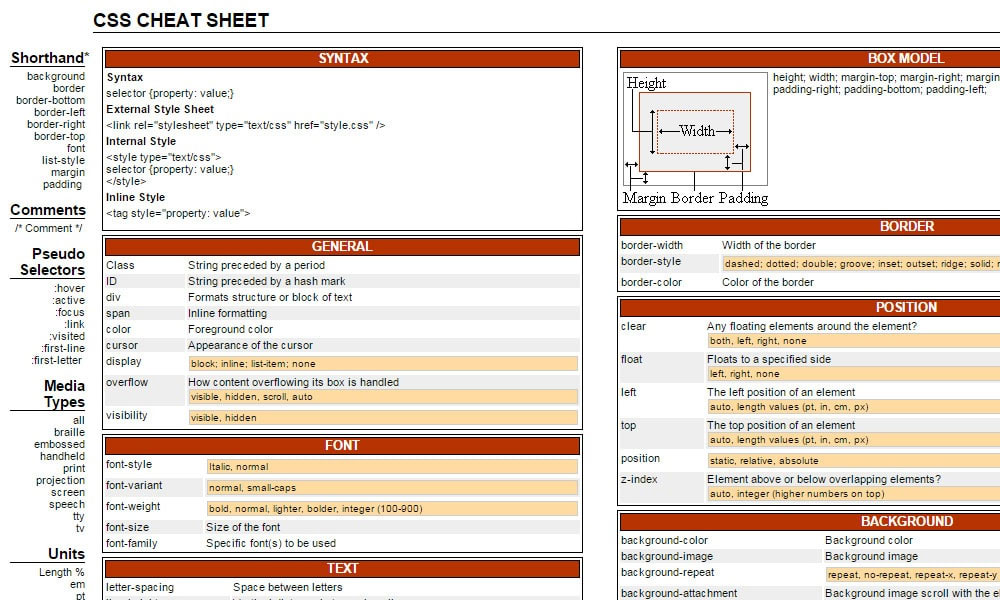 CSS CHEAT SHEET
Shorthand*
background
border
border-bottom
border-left
border-right
border-top
font
list-style
margin
padding
Comments
/* Comment */
Pseudo
Selectors
:hover
:active
:focus
:link
:visited
:first-line
:first-letter
Media
Types
all
braille
embossed
handheld
print
projection
screen
speech
tty
tv
Units
Length %
em
pt
SYNTAX
Syntax
selector {property: value;}
External Style Sheet
<link rel="stylesheet" type="text/css" href="style.css" />
Internal Style
<style type="text/css">
selector {property: value;}
</style>
Inline Style
<tag style="property: value">
GENERAL
Class String preceded by a period
ID String preceded by a hash mark
div Formats structure or block of text
span Inline formatting
color Foreground color
cursor Appearance of the cursor
display block; inline; list-item; none
overflow How content overflowing its box is handled
visible, hidden, scroll, auto
visibility visible, hidden
FONT
font-style Italic, normal
font-variant normal, small-caps
font-weight bold, normal, lighter, bolder, integer (100-900)
font-size Size of the font
font-family Specific font(s) to be used
TEXT
letter-spacing Space between letters
BOX MODEL
Height
Width
Margin Border Padding
height; width; margin-top; margin-right; margin
padding-right; padding-bottom; padding-left;
BORDER
border-width Width of the border
border-style dashed; dotted; double; groove; inset; outset; ridge; solid;
border-color Color of the border
POSITION
clear Any floating elements around the element?
both, left, right, none
float Floats to a specified side
left, right, none
left The left position of an element
auto, length values (pt, in, cm, px)
top The top position of an element
auto, length values (pt, in, cm, px)
position static, relative, absolute
z-index Element above or below overlapping elements?
auto, integer (higher numbers on top)
BACKGROUND
background-color Background color
background-image Background image
background-repeat repeat, no-repeat, repeat-x, repeat-y
background-attachment Background image scroll with the